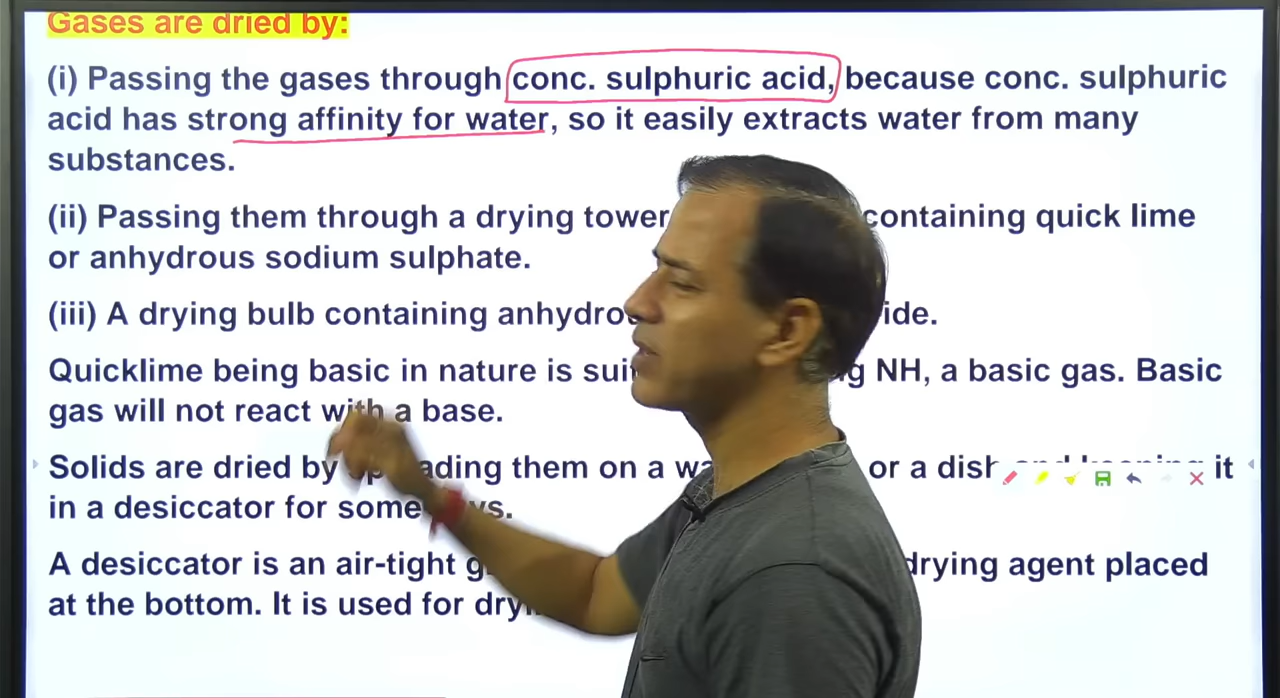 Gases are dried by:
(i) Passing the gases through conc. sulphuric acid, because conc. sulphuric
acid has strong affinity for water, so it easily extracts water from many
substances.
(ii) Passing them through a drying tower containing quick lime
or anhydrous sodium sulphate.
(iii) A drying bulb containing ide.
Quicklime being basic in nature is NH, a basic gas. Basic
gas will not react with a base.
Solids are dried by them on a or a dish it
in a desiccator for some
A desiccator is an air-tight drying agent placed
at the bottom. It is used for